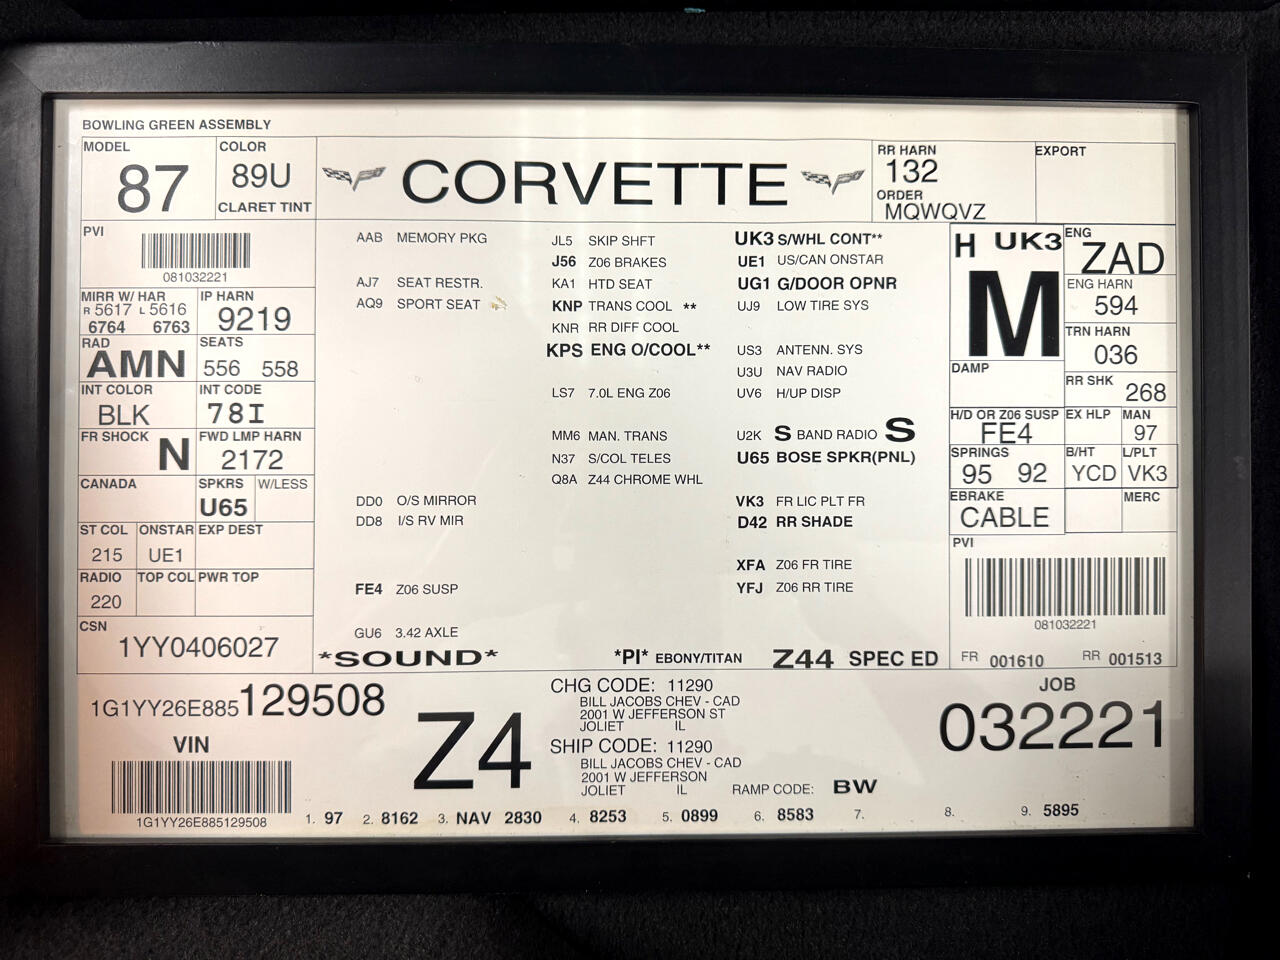 BOWLING GREEN ASSEMBLY
MODEL
87
COLOR
89U
CLARET TINT
CORVETTE
RR HARN
132
ORDER
MQWQVZ
EXPORT
PVI
081032221
MIRR W/ HAR
R 5617 L 5616
6764 6763
IP HARN
9219
RAD
AMN
SEATS
556 558
INT COLOR
BLK
INT CODE
78I
FR SHOCK
N
FWD LMP HARN
2172
CANADA
SPKRS
U65
W/LESS
ST COL
215
ONSTAR
UE1
EXP DEST
RADIO
220
TOP COL
PWR TOP
CSN
1YY0406027
AAB MEMORY PKG
AJ7 SEAT RESTR.
AQ9 SPORT SEAT
DD0 O/S MIRROR
DD8 I/S RV MIR
FE4 Z06 SUSP
GU6 3.42 AXLE
JL5 SKIP SHFT
J56 Z06 BRAKES
KA1 HTD SEAT
KNP TRANS COOL **
KNR RR DIFF COOL
KPS ENG O/COOL**
LS7 7.0L ENG Z06
MM6 MAN. TRANS
N37 S/COL TELES
Q8A Z44 CHROME WHL
UK3 S/WHL CONT**
UE1 US/CAN ONSTAR
UG1 G/DOOR OPNR
UJ9 LOW TIRE SYS
US3 ANTENN. SYS
U3U NAV RADIO
UV6 H/UP DISP
U2K S BAND RADIO S
U65 BOSE SPKR(PNL)
VK3 FR LIC PLT FR
D42 RR SHADE
XFA Z06 FR TIRE
YFJ Z06 RR TIRE
*SOUND*
*PI* EBONY/TITAN
Z44 SPEC ED
H UK3
M
ENG
ZAD
ENG HARN
594
TRN HARN
036
DAMP
RR SHK
268
H/D OR Z06 SUSP
FE4
EX HLP
MAN
97
SPRINGS
95 92
B/HT
YCD
L/PLT
VK3
EBRAKE
CABLE
MERC
PVI
081032221
FR 001610 RR 001513
1G1YY26E885129508
VIN
1G1YY26E885129508
Z4
CHG CODE: 11290
BILL JACOBS CHEV - CAD
2001 W JEFFERSON ST
JOLIET IL
SHIP CODE: 11290
BILL JACOBS CHEV - CAD
2001 W JEFFERSON
JOLIET IL
RAMP CODE: BW
JOB
032221
1. 97 2. 8162 3. NAV 2830 4. 8253 5. 0899 6. 8583 7. 8. 9. 5895